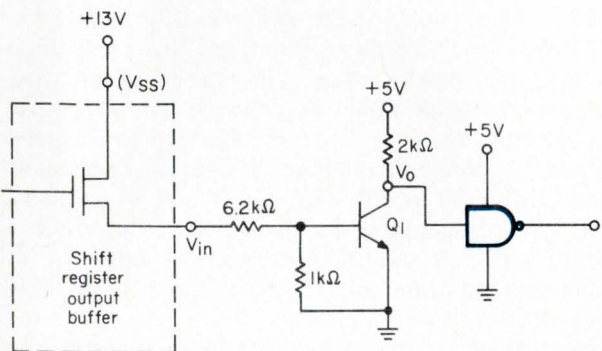 +13V
(VSS)
+5V
2kΩ
+5V
Vo
Q1
6.2kΩ
Vin
1kΩ
Shift
register
output
buffer